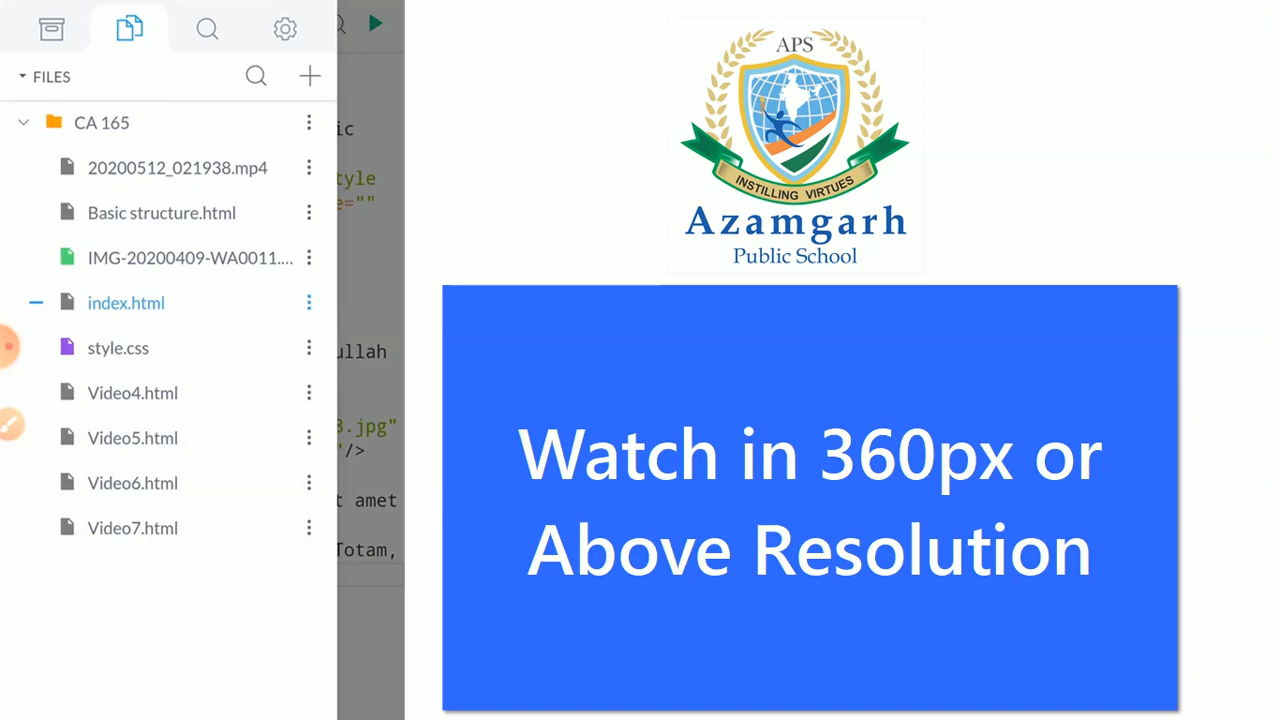 FILES
CA 165
20200512_021938.mp4
Basic structure.html
IMG-20200409-WA0011....
index.html
style.css
Video4.html
Video5.html
Video6.html
Video7.html
ic
tyle
e=""
ullah
3.jpg"
"/>
t amet
Totam,
APS
INSTILLING VIRTUES
Azamgarh
Public School
Watch in 360px or
Above Resolution